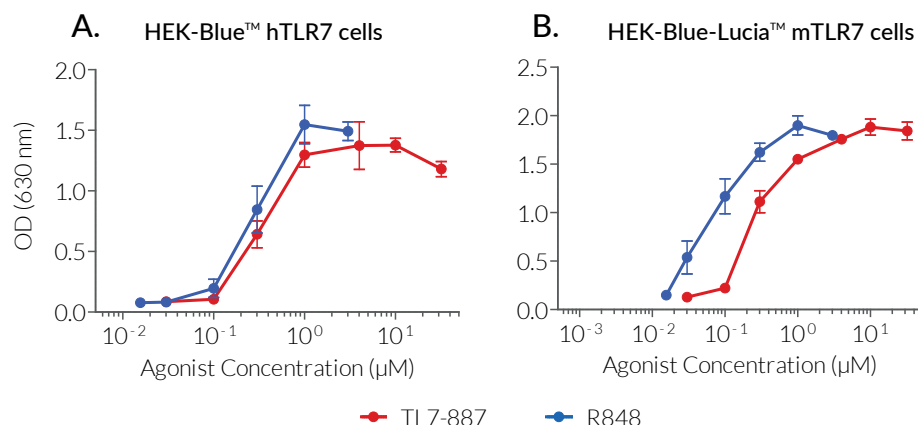 A. HEK-Blue™ hTLR7 cells
OD (630 nm)
2.0
1.5
1.0
0.5
0.0
10⁻² 10⁻¹ 10⁰ 10¹
Agonist Concentration (µM)
B. HEK-Blue-Lucia™ mTLR7 cells
2.5
2.0
1.5
1.0
0.5
0.0
10⁻³ 10⁻² 10⁻¹ 10⁰ 10¹
Agonist Concentration (µM)
TL7-887 R848